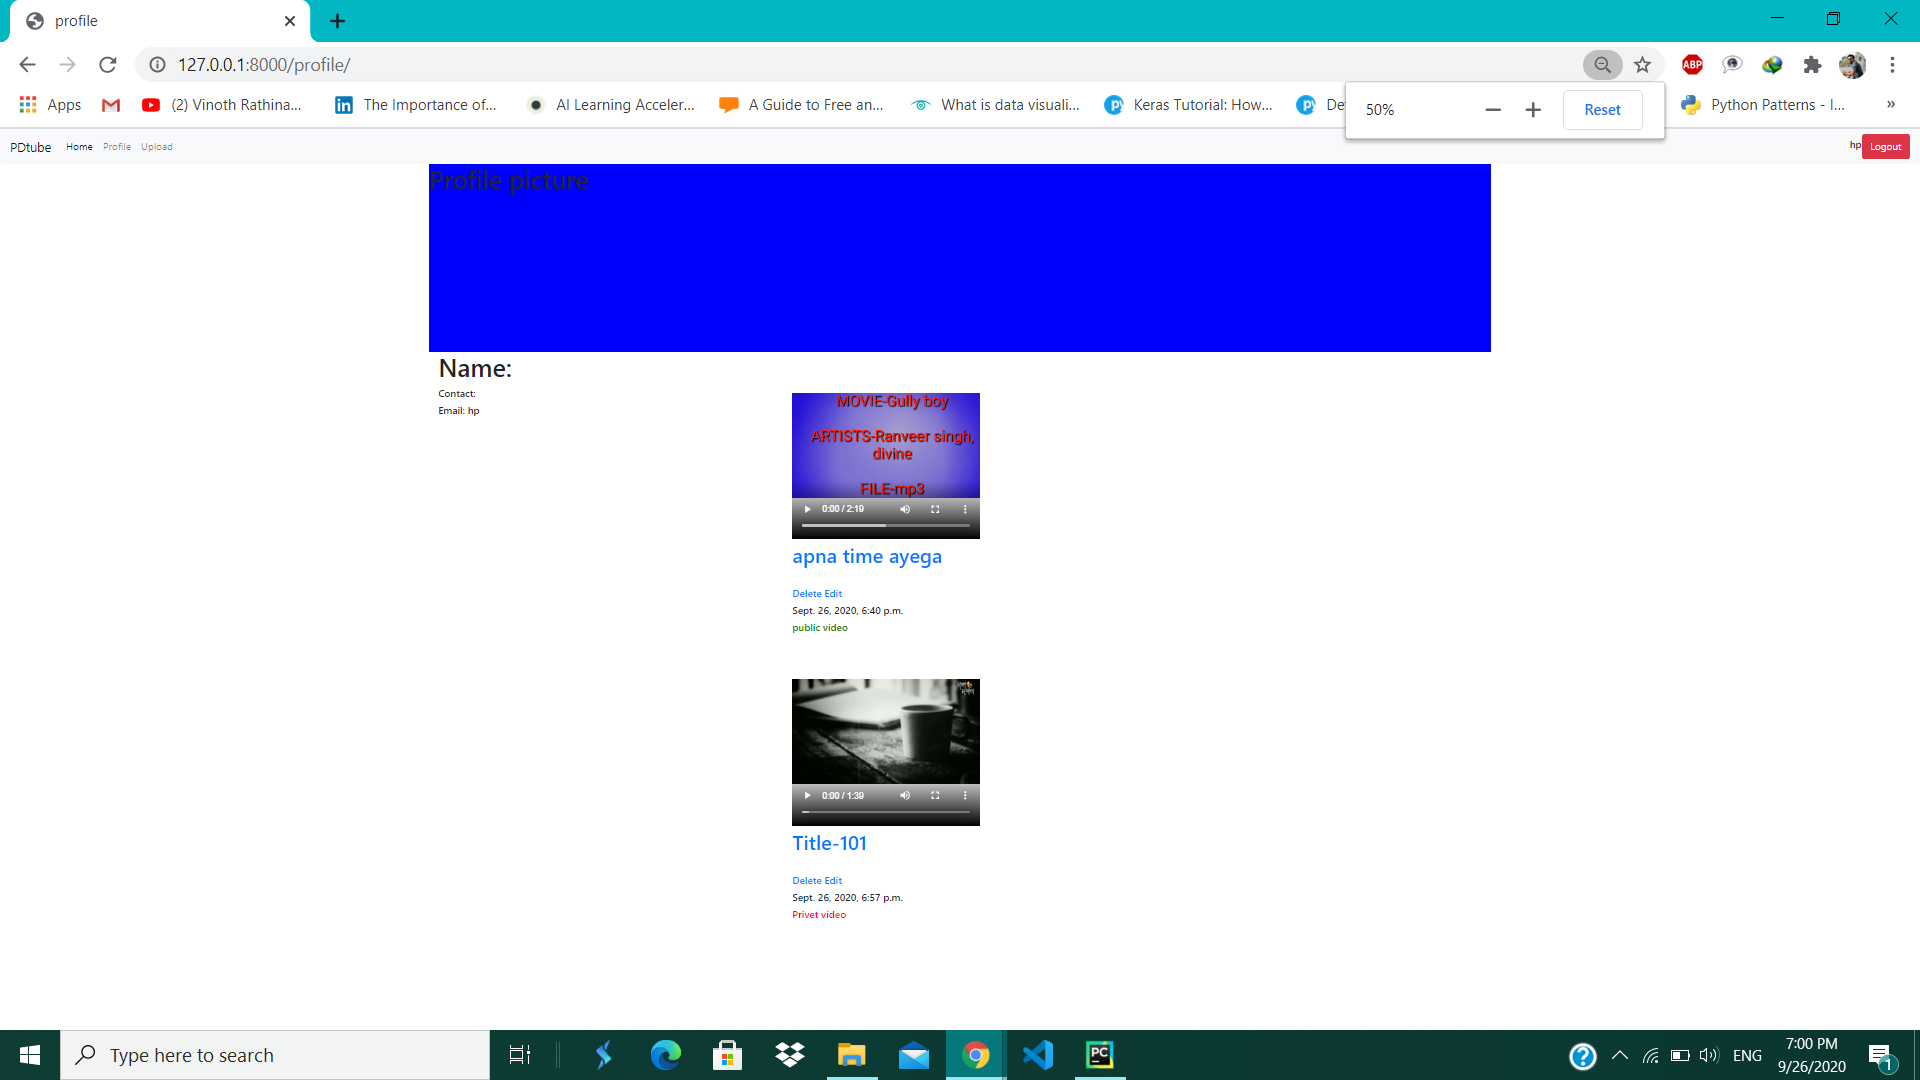 profile
127.0.0.1:8000/profile/
ABP
Apps
(2) Vinoth Rathina...
The Importance of...
AI Learning Acceler...
A Guide to Free an...
What is data visuali...
Keras Tutorial: How...
Python Patterns - I...
»
50%
Reset
PDtube Home Profile Upload
hp Logout
Profile picture
Name:
Contact:
Email: hp
MOVIE-Gully boy
ARTISTS-Ranveer singh,
divine
FILE-mp3
0:00 / 2:19
apna time ayega
Delete Edit
Sept. 26, 2020, 6:40 p.m.
public video
0:00 / 1:39
Title-101
Delete Edit
Sept. 26, 2020, 6:57 p.m.
Privet video
Type here to search
PC
ENG
7:00 PM
9/26/2020
1